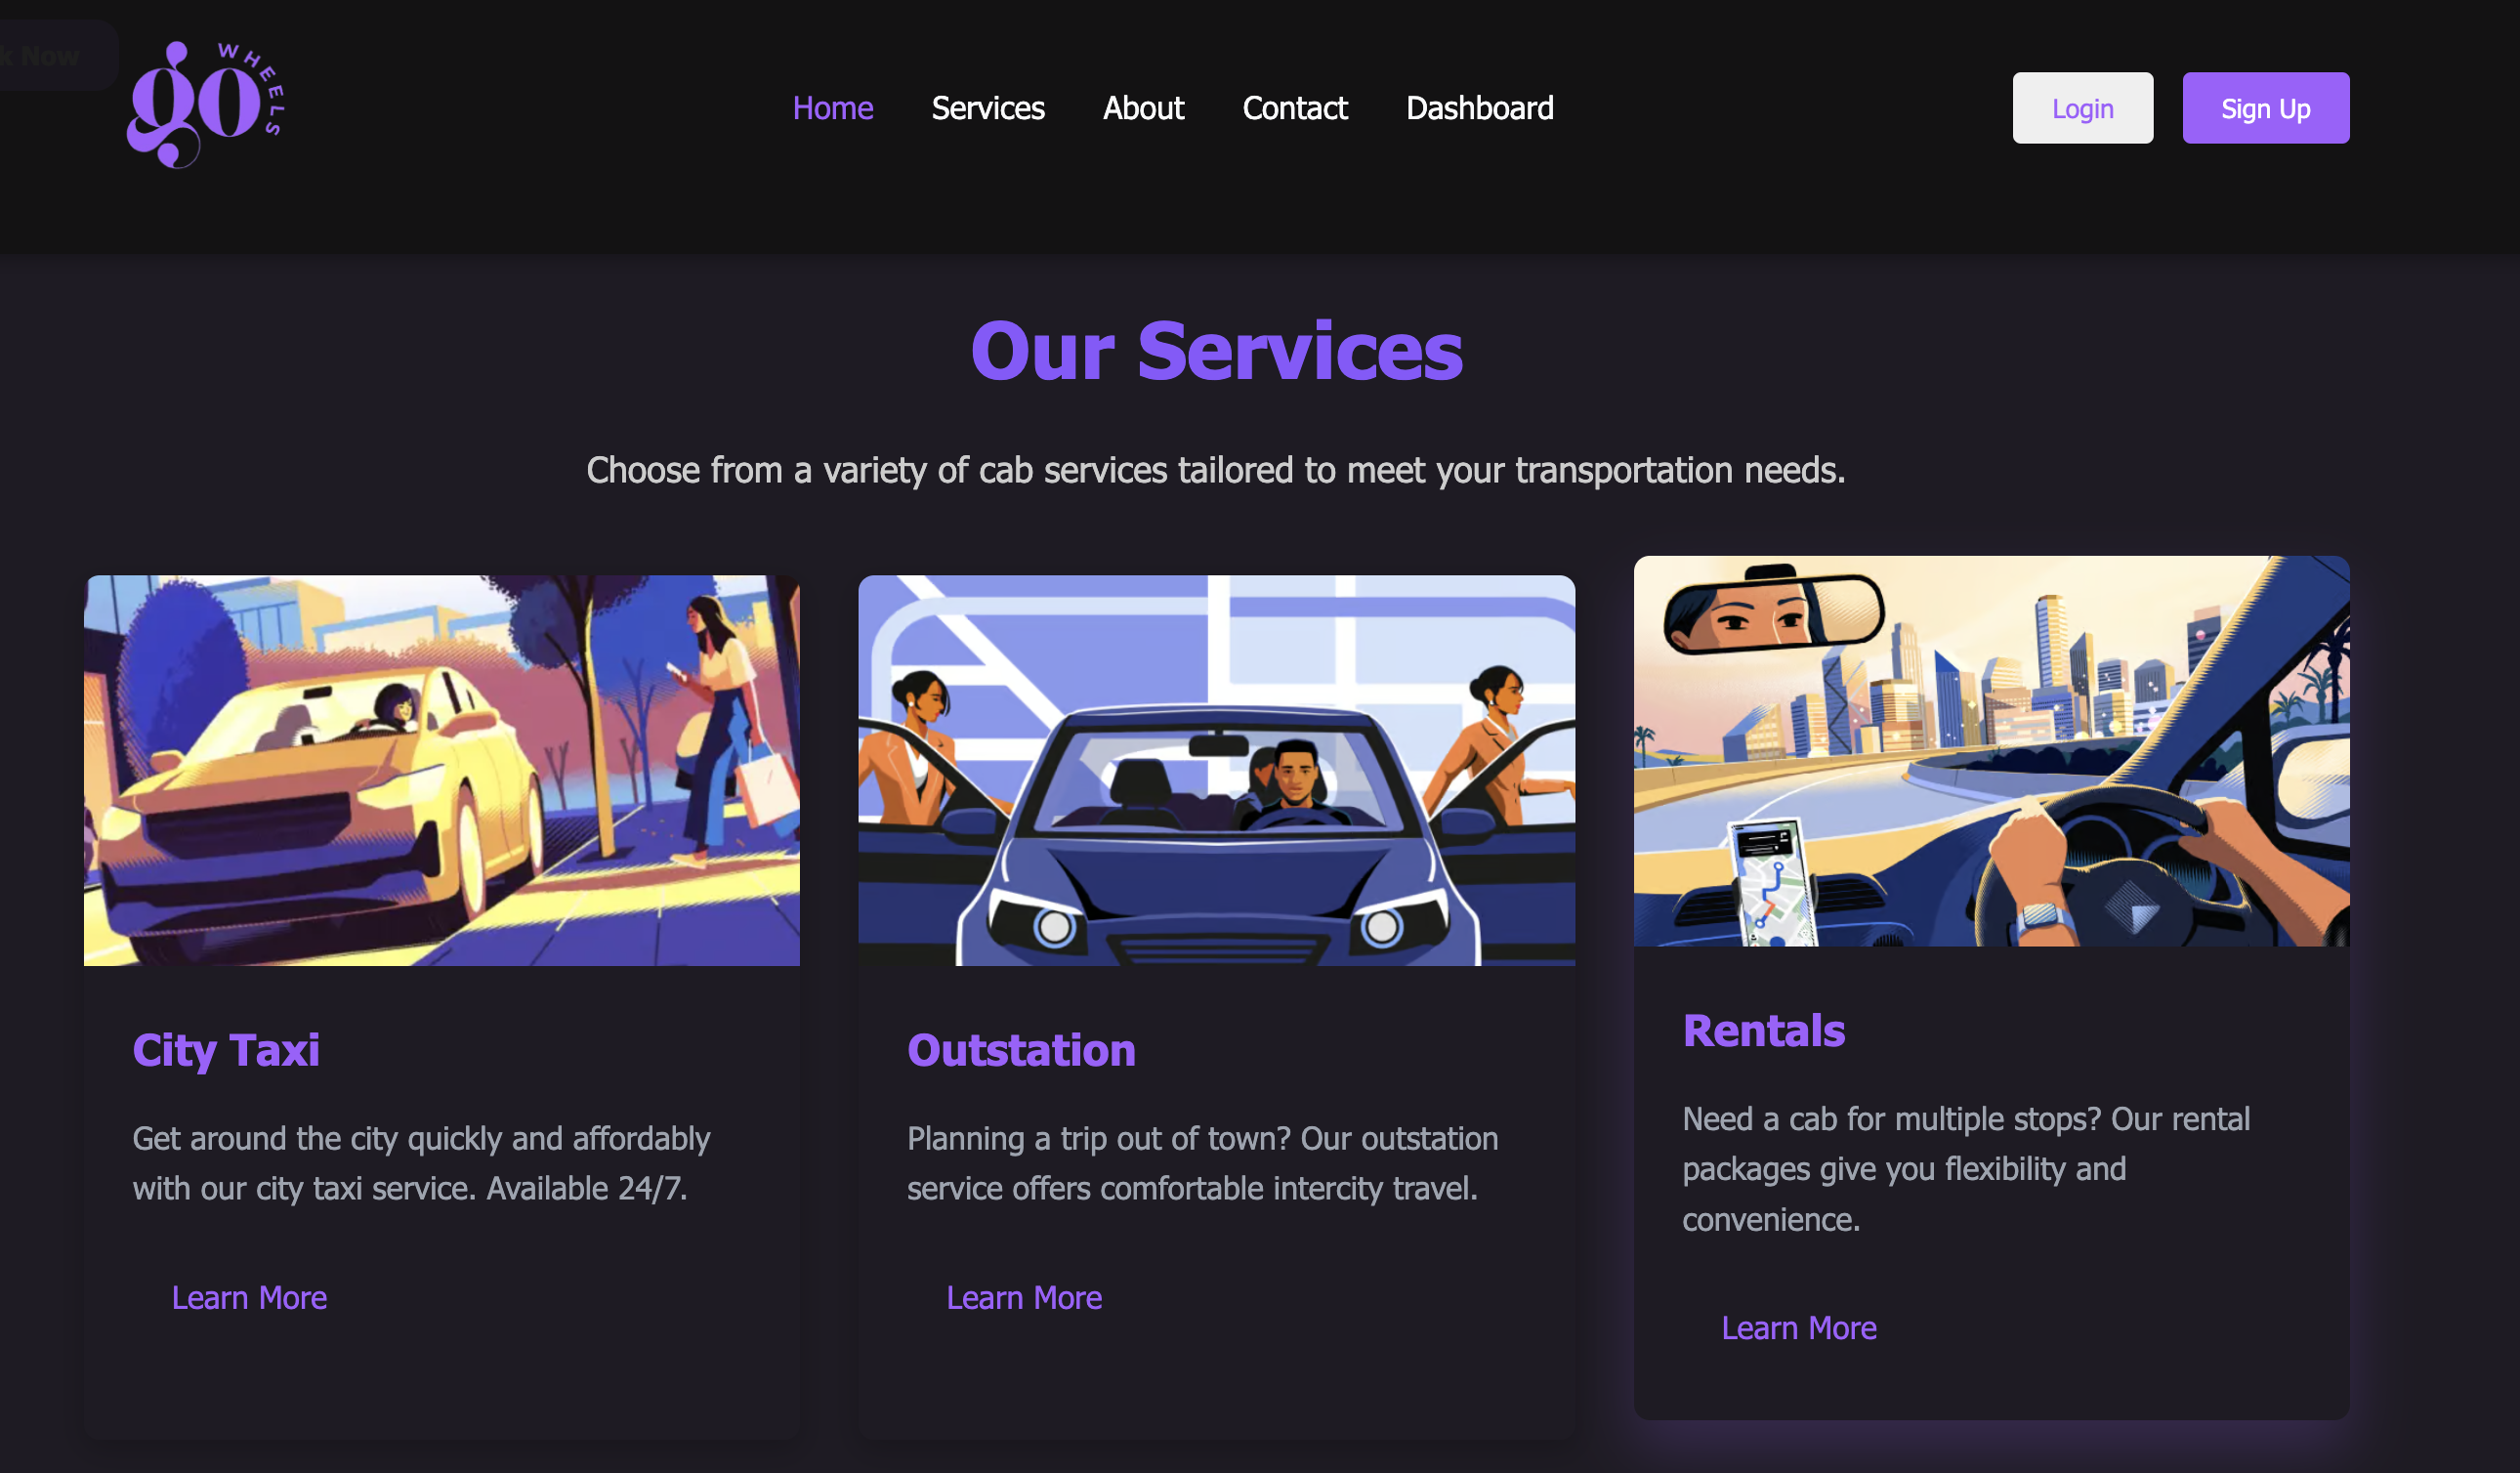 k Now
go
WHEELS
Home
Services
About
Contact
Dashboard
Login
Sign Up
Our Services
Choose from a variety of cab services tailored to meet your transportation needs.
City Taxi
Get around the city quickly and affordably
with our city taxi service. Available 24/7.
Learn More
Outstation
Planning a trip out of town? Our outstation
service offers comfortable intercity travel.
Learn More
Rentals
Need a cab for multiple stops? Our rental
packages give you flexibility and
convenience.
Learn More